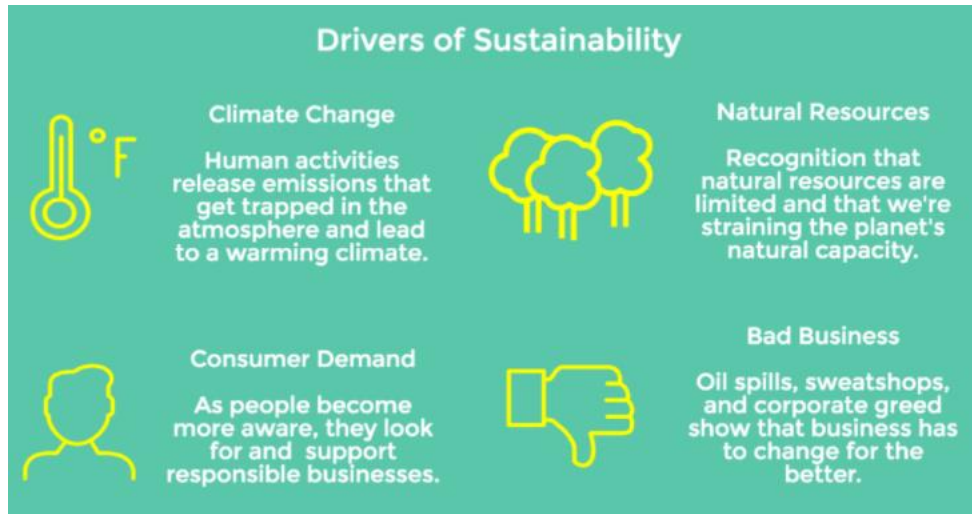 Drivers of Sustainability
°F
Climate Change
Human activities
release emissions that
get trapped in the
atmosphere and lead
to a warming climate.
Natural Resources
Recognition that
natural resources are
limited and that we're
straining the planet's
natural capacity.
Consumer Demand
As people become
more aware, they look
for and support
responsible businesses.
Bad Business
Oil spills, sweatshops,
and corporate greed
show that business has
to change for the
better.